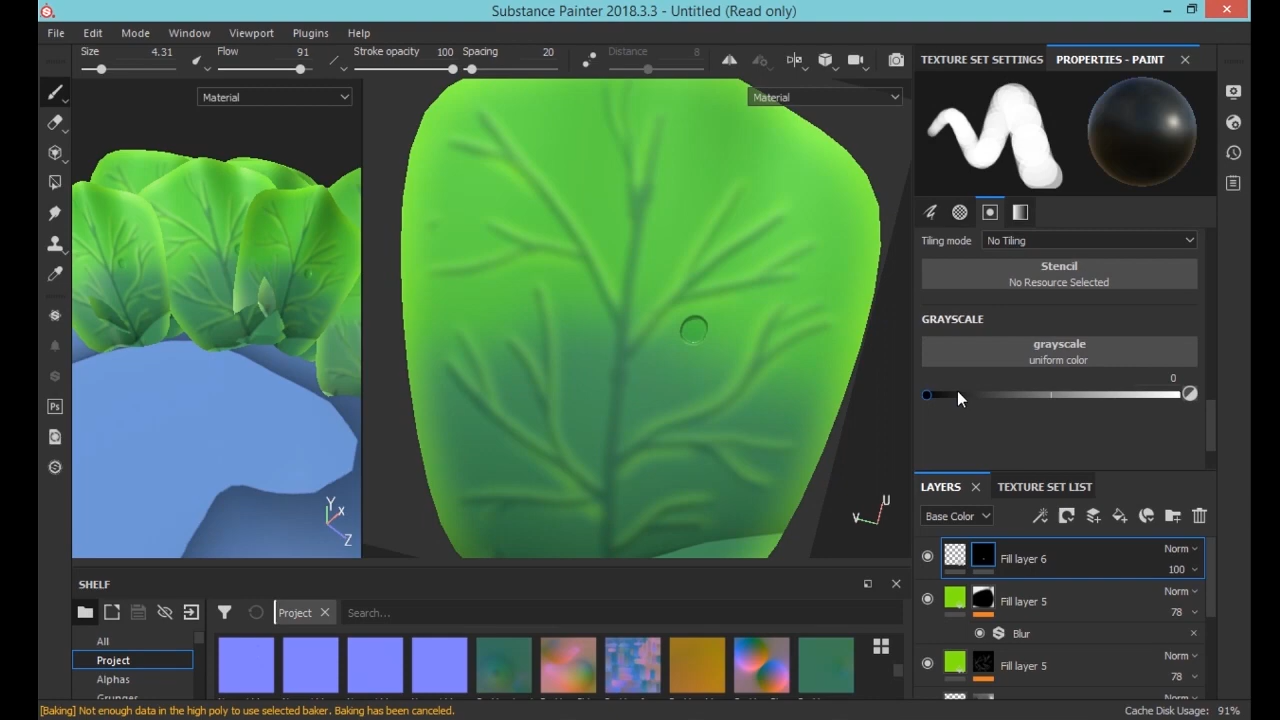 Substance Painter 2018.3.3 - Untitled (Read only)
File Edit Mode Window Viewport Plugins Help
Size 4.31 Flow 91 Stroke opacity 100 Spacing 20 Distance 8
TEXTURE SET SETTINGS PROPERTIES - PAINT
Material
Material
Tiling mode No Tiling
Stencil
No Resource Selected
GRAYSCALE
grayscale
uniform color
0
Y
X
Z
U
V
LAYERS TEXTURE SET LIST
Base Color
Fill layer 6 Norm
100
Fill layer 5 Norm
78
Blur
Fill layer 5 Norm
78
SHELF
Project Search...
All
Project
Alphas
[Baking] Not enough data in the high poly to use selected baker. Baking has been canceled.
Cache Disk Usage: 91%